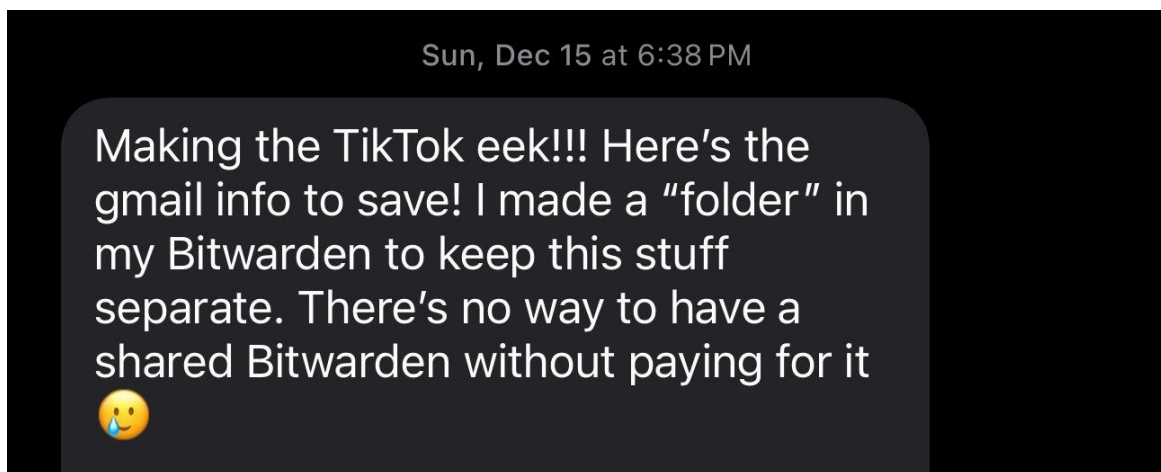 Sun, Dec 15 at 6:38 PM
Making the TikTok eek!!! Here’s the
gmail info to save! I made a “folder” in
my Bitwarden to keep this stuff
separate. There’s no way to have a
shared Bitwarden without paying for it
🥲